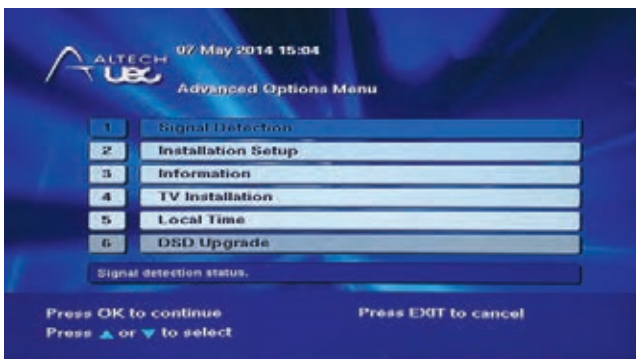 ALTECH
UEC
07 May 2014 15:04
Advanced Options Menu
1 Signal Detection
2 Installation Setup
3 Information
4 TV Installation
5 Local Time
6 DSD Upgrade
Signal detection status.
Press OK to continue
Press EXIT to cancel
Press ▲ or ▼ to select